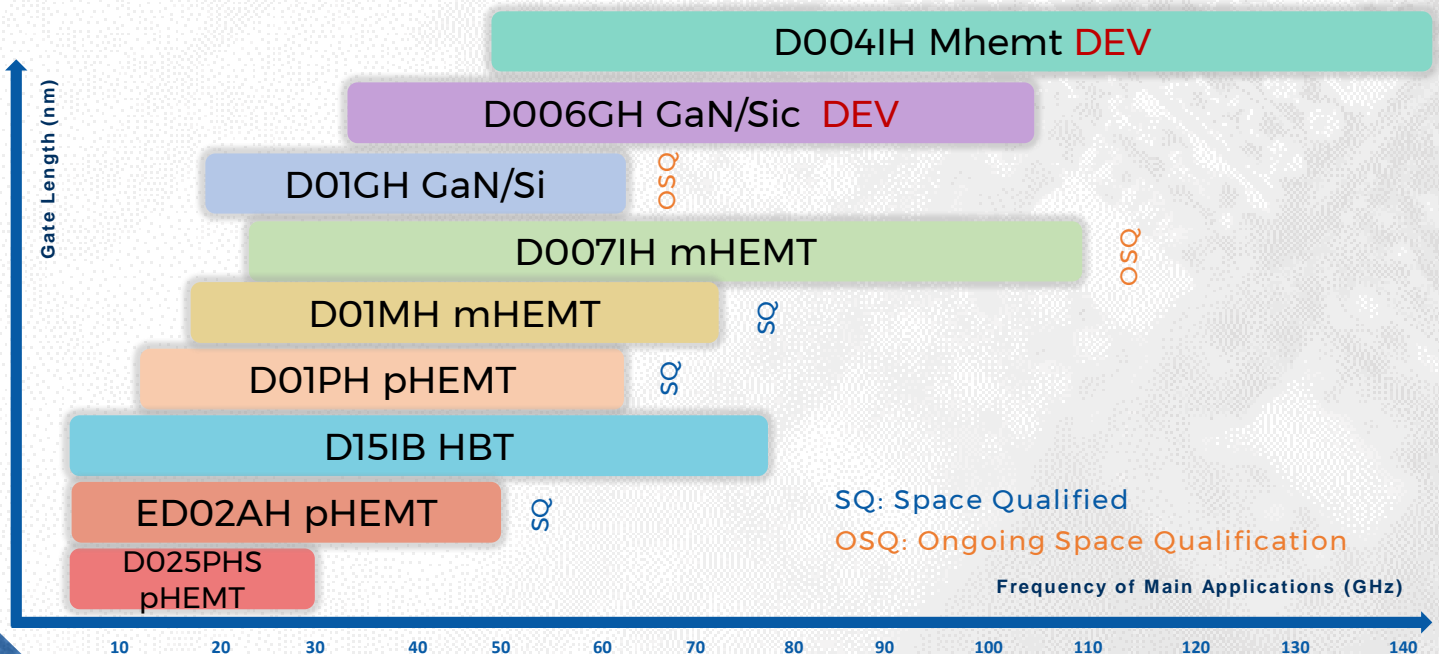 D004IH Mhemt DEV
Gate Length (nm)
D006GH GaN/Sic DEV
D01GH GaN/Si
OSQ
D007IH mHEMT
OSQ
D01MH mHEMT
SQ
D01PH pHEMT
SQ
D15IB HBT
ED02AH pHEMT
SQ
SQ: Space Qualified
OSQ: Ongoing Space Qualification
D025PHS
pHEMT
Frequency of Main Applications (GHz)
10 20 30 40 50 60 70 80 90 100 110 120 130 140